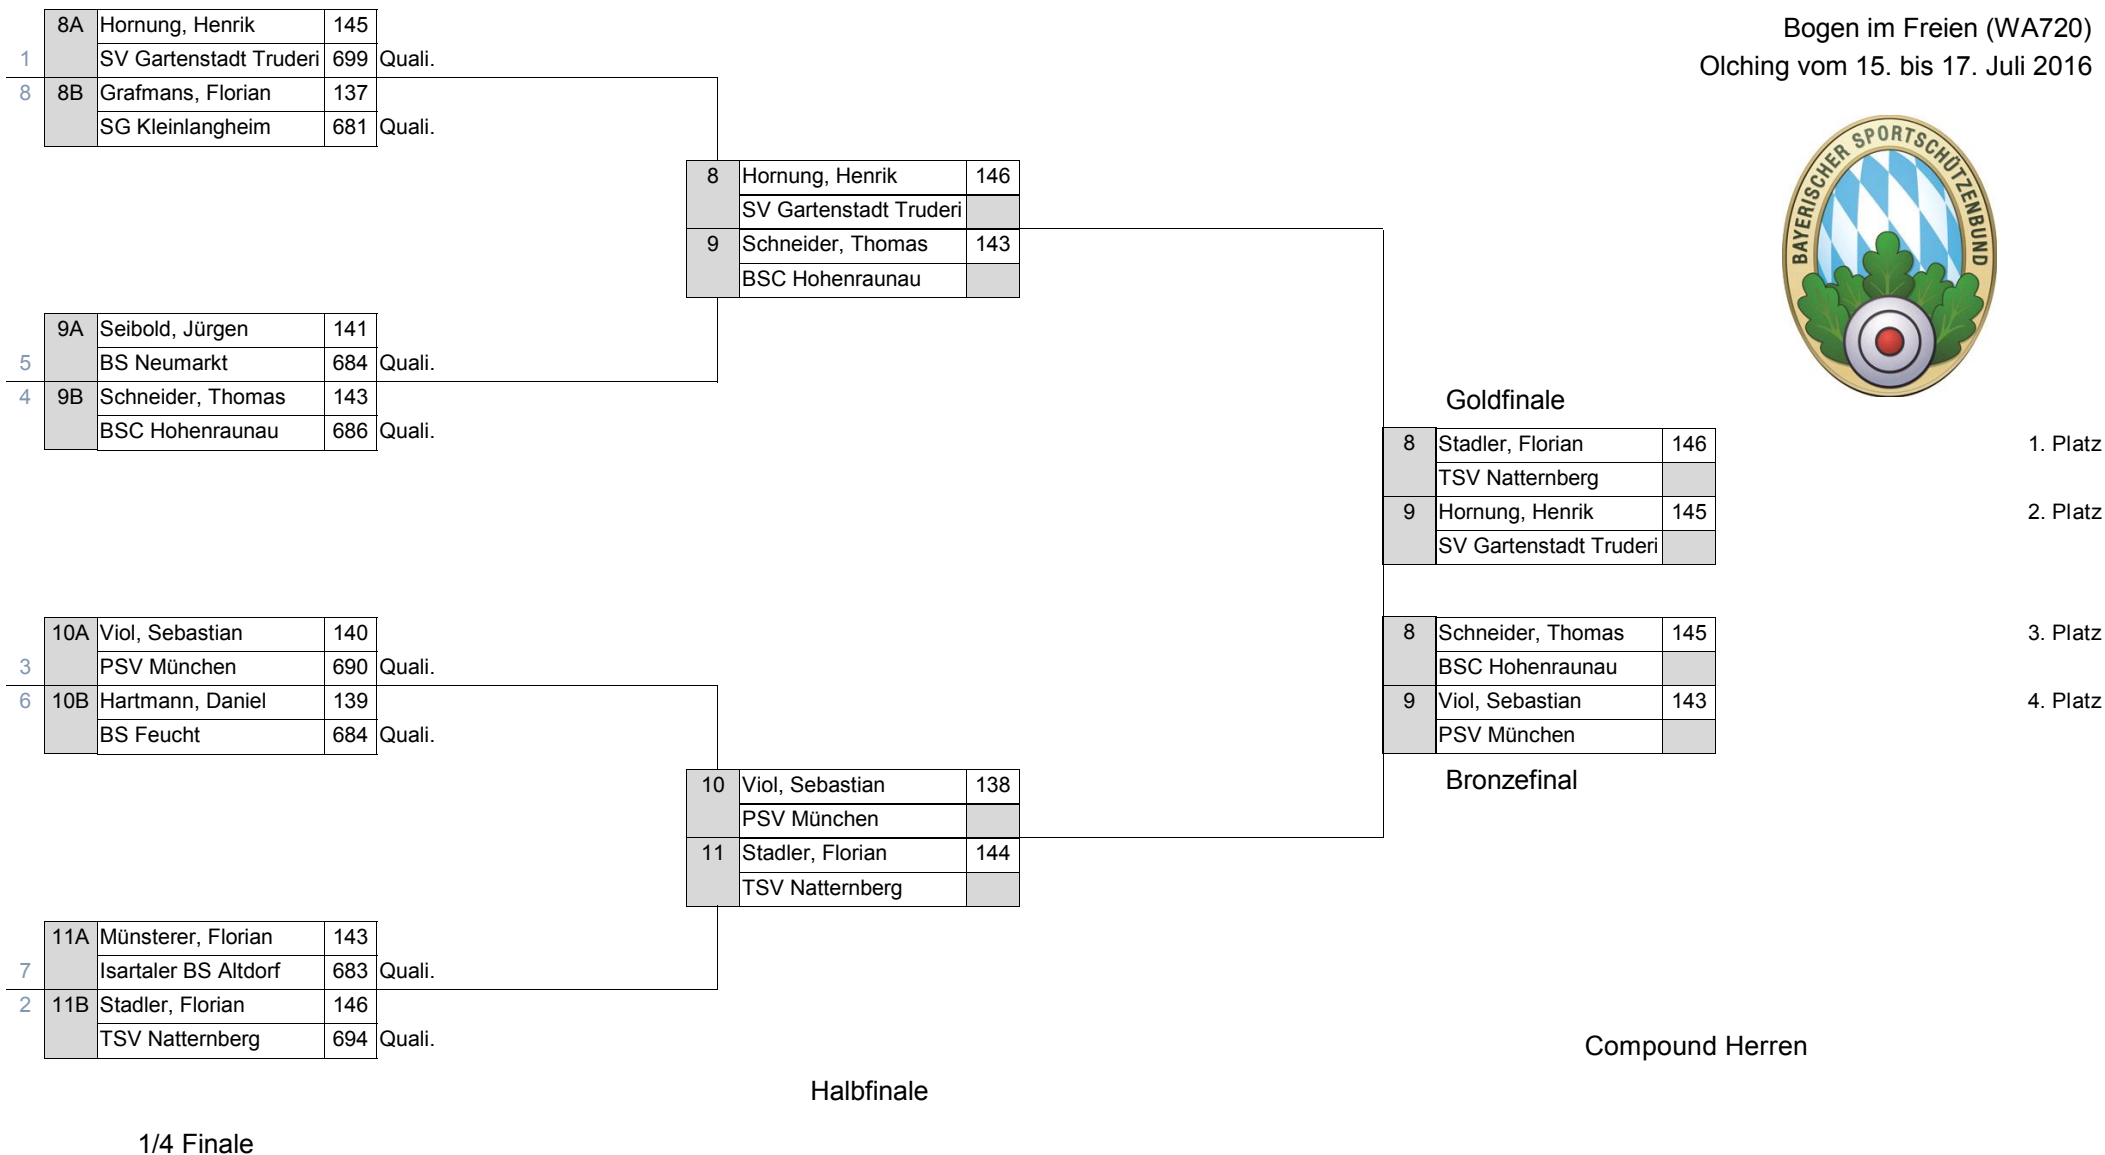 Bogen im Freien (WA720)
Olching vom 15. bis 17. Juli 2016
BAYERISCHER SPORTSCHÜTZENBUND
8A Hornung, Henrik 145
1 SV Gartenstadt Truderi 699 Quali.
8 8B Grafmans, Florian 137
SG Kleinlangheim 681 Quali.
8 Hornung, Henrik 146
SV Gartenstadt Truderi
9 Schneider, Thomas 143
BSC Hohenraunau
9A Seibold, Jürgen 141
5 BS Neumarkt 684 Quali.
4 9B Schneider, Thomas 143
BSC Hohenraunau 686 Quali.
Goldfinale
8 Stadler, Florian 146 1. Platz
TSV Natternberg
9 Hornung, Henrik 145 2. Platz
SV Gartenstadt Truderi
10A Viol, Sebastian 140
3 PSV München 690 Quali.
6 10B Hartmann, Daniel 139
BS Feucht 684 Quali.
8 Schneider, Thomas 145 3. Platz
BSC Hohenraunau
9 Viol, Sebastian 143 4. Platz
PSV München
Bronzefinal
10 Viol, Sebastian 138
PSV München
11 Stadler, Florian 144
TSV Natternberg
11A Münsterer, Florian 143
7 Isartaler BS Altdorf 683 Quali.
2 11B Stadler, Florian 146
TSV Natternberg 694 Quali.
Compound Herren
Halbfinale
1/4 Finale